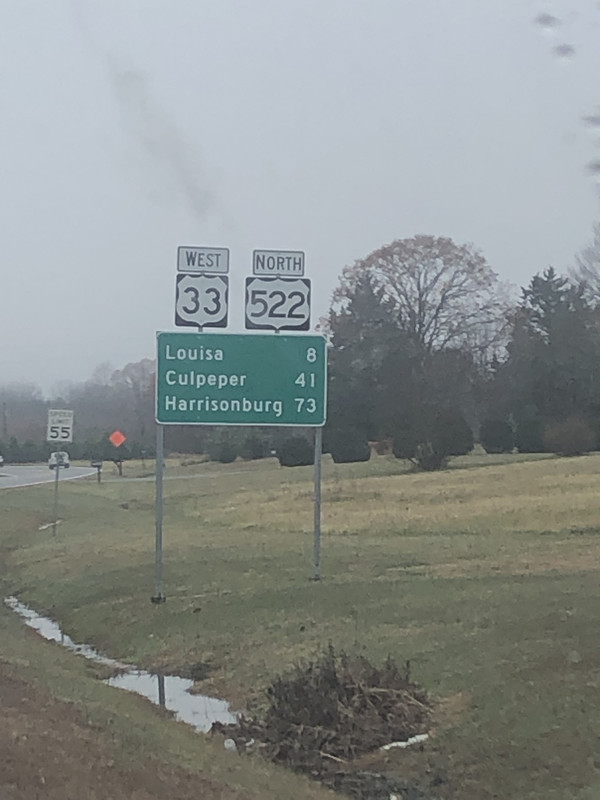 WEST NORTH
33 522
Louisa 8
Culpeper 41
Harrisonburg 73
SPEED
LIMIT
55